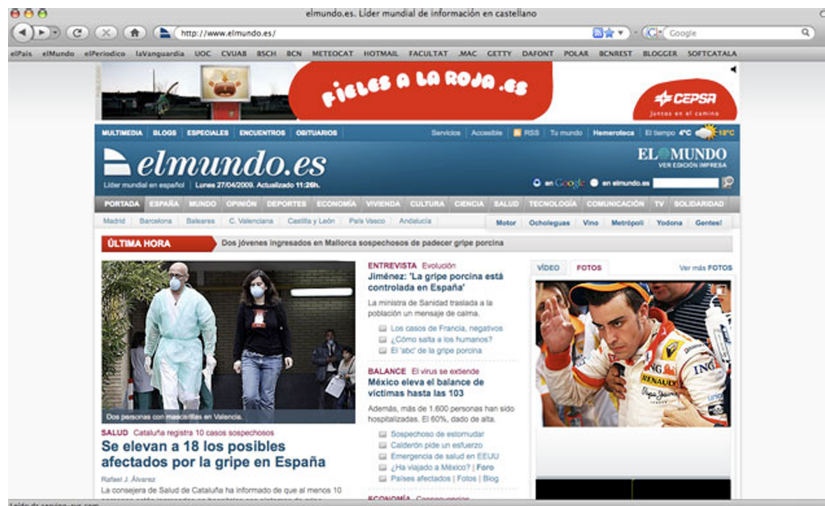 elmundo.es. Líder mundial de información en castellano
http://www.elmundo.es/
Google
elPais elMundo elPeriodico laVanguardia UOC CVUAB BSCH BCN METEOCAT HOTMAIL FACULTAT .MAC GETTY DAFONT POLAR BCNREST BLOGGER SOFTCATALA
FIELES A LA ROJA.ES
CEPSA
Juntos en el camino
MULTIMEDIA BLOGS ESPECIALES ENCUENTROS OBITUARIOS
Servicios Accesible RSS Tu mundo Hemeroteca El tiempo 4°C 18°C
elmundo.es
EL MUNDO
VER EDICIÓN IMPRESA
Líder mundial en español Lunes 27/04/2009. Actualizado 11:26h.
en Google en elmundo.es
PORTADA ESPAÑA MUNDO OPINIÓN DEPORTES ECONOMÍA VIVIENDA CULTURA CIENCIA SALUD TECNOLOGÍA COMUNICACIÓN TV SOLIDARIDAD
Madrid Barcelona Baleares C. Valenciana Castilla y León País Vasco Andalucía
Motor Ocholeguas Vino Metrópoli Yodona Gentes!
ÚLTIMA HORA Dos jóvenes ingresados en Mallorca sospechosos de padecer gripe porcina
Dos personas con mascarillas en Valencia.
SALUD Cataluña registra 10 casos sospechosos
Se elevan a 18 los posibles
afectados por la gripe en España
Rafael J. Álvarez
La consejera de Salud de Cataluña ha informado de que al menos 10
ENTREVISTA Evolución
Jiménez: 'La gripe porcina está
controlada en España'
La ministra de Sanidad traslada a la
población un mensaje de calma.
Los casos de Francia, negativos
¿Cómo salta a los humanos?
El 'abc' de la gripe porcina
BALANCE El virus se extiende
México eleva el balance de
víctimas hasta las 103
Además, más de 1.600 personas han sido
hospitalizadas. El 60%, dado de alta.
Sospechoso de estornudar
Calderón pide un esfuerzo
Emergencia de salud en EEUU
¿Ha viajado a México? | Foro
Países afectados | Fotos | Blog
ECONOMÍA Consecuencias
VÍDEO FOTOS Ver más FOTOS
ING
RENAULT
ING